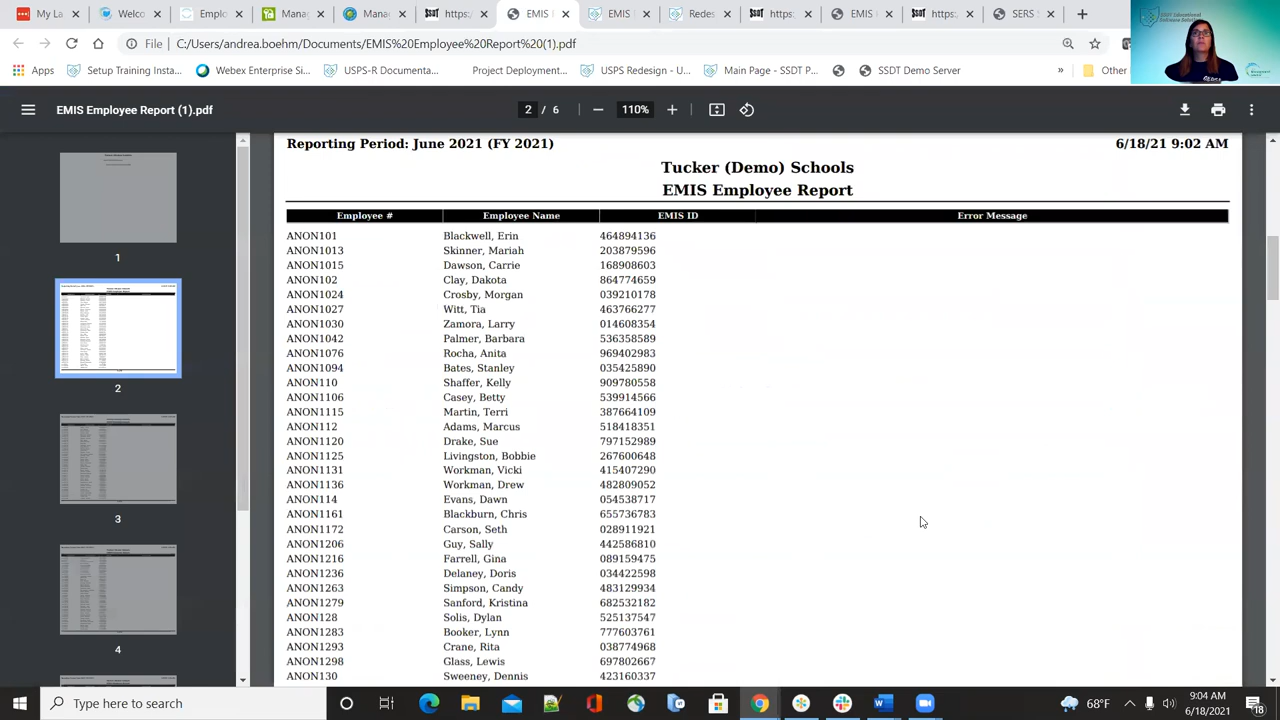 My L
Welco
Emplo
Manag
Mana
https:
EMIS
EMIS
Redes
https:
EMIS
https:
SERS S
File C:/Users/andrea.boehm/Documents/EMIS%20Employee%20Report%20(1).pdf
Apps Setup Training Insta... Webex Enterprise Si... USPS-R Documenta... Project Deployment... USPS Redesign - U... Main Page - SSDT P... SSDT Demo Server » Other
EMIS Employee Report (1).pdf 2 / 6 110%
Reporting Period: June 2021 (FY 2021) 6/18/21 9:02 AM
Tucker (Demo) Schools
EMIS Employee Report
Employee # Employee Name EMIS ID Error Message
ANON101 Blackwell, Erin 464894136
ANON1013 Skinner, Mariah 203879596
ANON1015 Dawson, Carrie 168908603
ANON102 Clay, Dakota 864774659
ANON1024 Crosby, Morgan 039210178
ANON1027 Witt, Tia 463766277
ANON1030 Zamora, Larry 014608354
ANON1040 Palmer, Barbara 536358589
ANON1076 Rocha, Anita 969402983
ANON1094 Bates, Stanley 035425890
ANON110 Shaffer, Kelly 909780558
ANON1106 Casey, Betty 539914566
ANON1115 Martin, Terri 387664109
ANON112 Adams, Marcus 518418351
ANON1121 Drake, Sue 797152989
ANON1125 Livingston, Bobbie 267600648
ANON1131 Workman, Vicki 415407290
ANON1136 Workman, Drew 482809052
ANON114 Evans, Dawn 054538717
ANON1161 Blackburn, Chris 655736783
ANON1172 Carson, Seth 028911921
ANON1206 Guy, Sally 442586810
ANON1216 Farrell, Gina 089159475
ANON1236 Delaney, Doris 034422598
ANON1262 Simpson, Candy 483129934
ANON1279 Sanford, Kristina 682532182
ANON128 Solis, Dylan 525137547
ANON1283 Booker, Lynn 777603761
ANON1293 Crane, Rita 038774968
ANON1298 Glass, Lewis 697802667
ANON130 Sweeney, Dennis 423160337
1
2
3
4
Type here to search
68°F
9:04 AM
6/18/2021
18